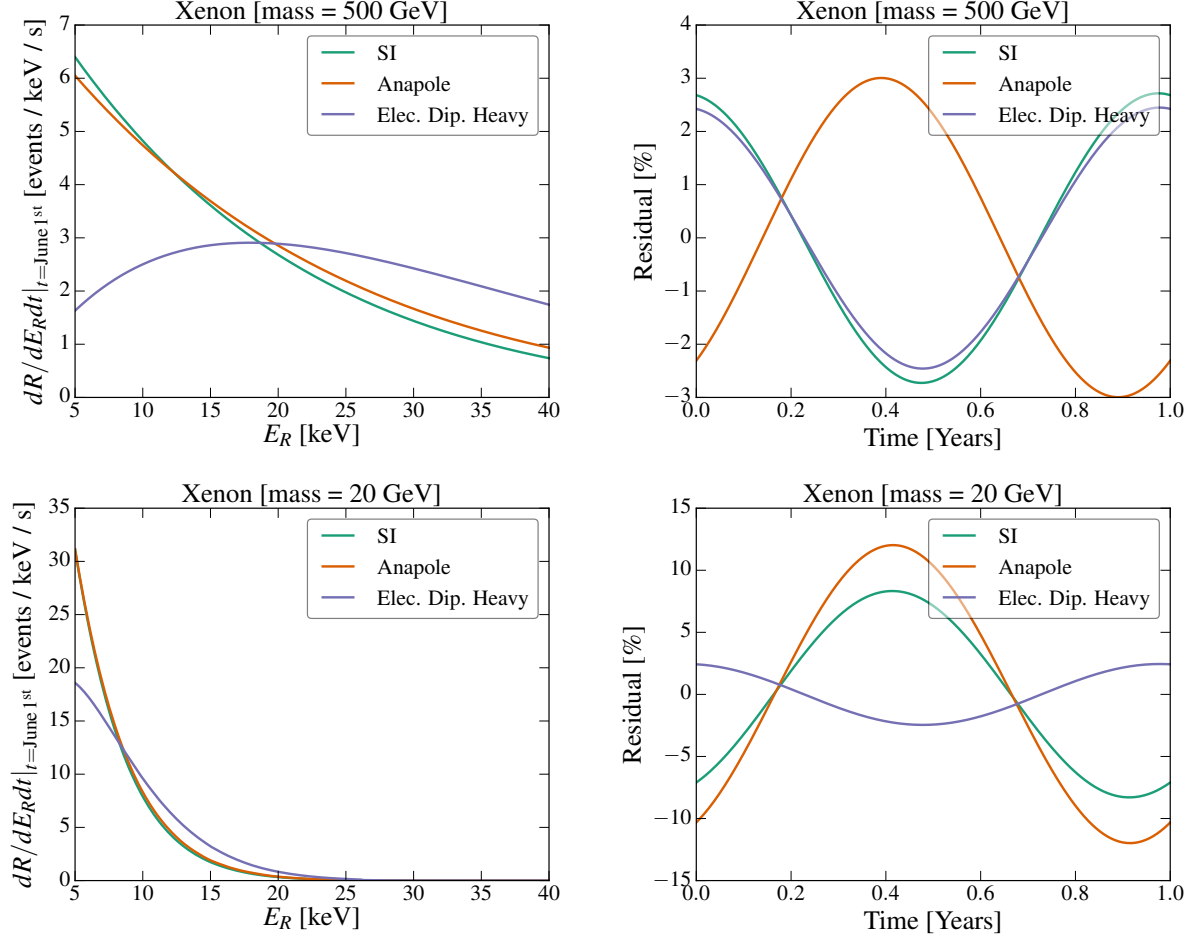 Xenon [mass = 500 GeV]
dR/dE_R dt|_{t=June 1^{st}} [events / keV / s]
7
6
5
4
3
2
1
0
5
10
15
20
25
30
35
40
E_R [keV]
SI
Anapole
Elec. Dip. Heavy
Xenon [mass = 500 GeV]
Residual [%]
4
3
2
1
0
−1
−2
−3
0.0
0.2
0.4
0.6
0.8
1.0
Time [Years]
SI
Anapole
Elec. Dip. Heavy
Xenon [mass = 20 GeV]
dR/dE_R dt|_{t=June 1^{st}} [events / keV / s]
35
30
25
20
15
10
5
0
5
10
15
20
25
30
35
40
E_R [keV]
SI
Anapole
Elec. Dip. Heavy
Xenon [mass = 20 GeV]
Residual [%]
15
10
5
0
−5
−10
−15
0.0
0.2
0.4
0.6
0.8
1.0
Time [Years]
SI
Anapole
Elec. Dip. Heavy